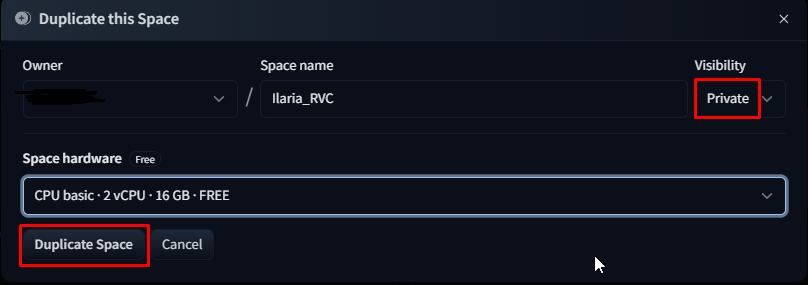 Duplicate this Space
Owner Space name Visibility
/ Ilaria_RVC Private
Space hardware Free
CPU basic · 2 vCPU · 16 GB · FREE
Duplicate Space Cancel